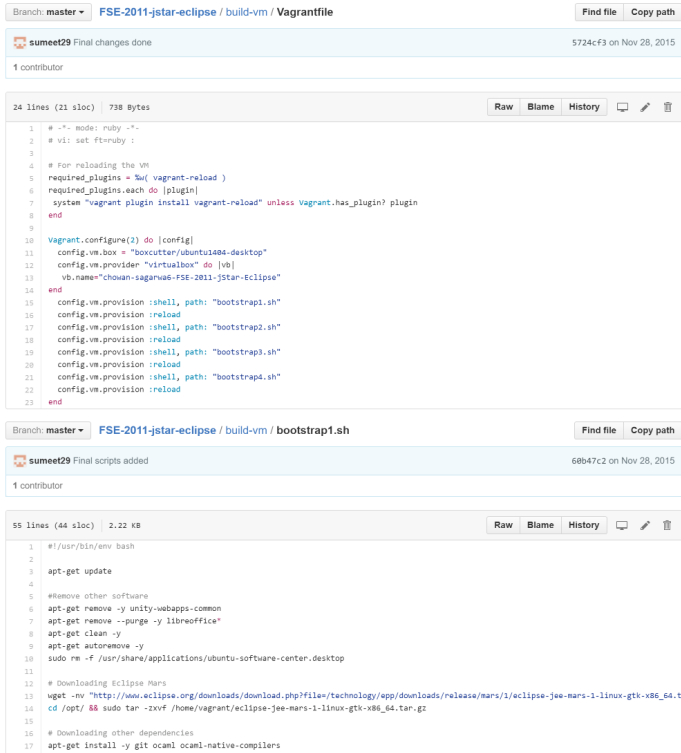 Branch: master FSE-2011-jstar-eclipse / build-vm / Vagrantfile Find file Copy path
sumeet29 Final changes done 5724cf3 on Nov 28, 2015
1 contributor
24 lines (21 sloc) 738 Bytes Raw Blame History
1 # -*- mode: ruby -*-
2 # vi: set ft=ruby :
3
4 # For reloading the VM
5 required_plugins = %w( vagrant-reload )
6 required_plugins.each do |plugin|
7 system "vagrant plugin install vagrant-reload" unless Vagrant.has_plugin? plugin
8 end
9
10 Vagrant.configure(2) do |config|
11 config.vm.box = "boxcutter/ubuntu1404-desktop"
12 config.vm.provider "virtualbox" do |vb|
13 vb.name="chowan-sagarwa6-FSE-2011-jStar-Eclipse"
14 end
15 config.vm.provision :shell, path: "bootstrap1.sh"
16 config.vm.provision :reload
17 config.vm.provision :shell, path: "bootstrap2.sh"
18 config.vm.provision :reload
19 config.vm.provision :shell, path: "bootstrap3.sh"
20 config.vm.provision :reload
21 config.vm.provision :shell, path: "bootstrap4.sh"
22 config.vm.provision :reload
23 end
Branch: master FSE-2011-jstar-eclipse / build-vm / bootstrap1.sh Find file Copy path
sumeet29 Final scripts added 60b47c2 on Nov 28, 2015
1 contributor
55 lines (44 sloc) 2.22 KB Raw Blame History
1 #!/usr/bin/env bash
2
3 apt-get update
4
5 #Remove other software
6 apt-get remove -y unity-webapps-common
7 apt-get remove --purge -y libreoffice*
8 apt-get clean -y
9 apt-get autoremove -y
10 sudo rm -f /usr/share/applications/ubuntu-software-center.desktop
11
12 # Downloading Eclipse Mars
13 wget -nv "http://www.eclipse.org/downloads/download.php?file=/technology/epp/downloads/release/mars/1/eclipse-jee-mars-1-linux-gtk-x86_64.t
14 cd /opt/ && sudo tar -zxvf /home/vagrant/eclipse-jee-mars-1-linux-gtk-x86_64.tar.gz
15
16 # Downloading other dependencies
17 apt-get install -y git ocaml ocaml-native-compilers